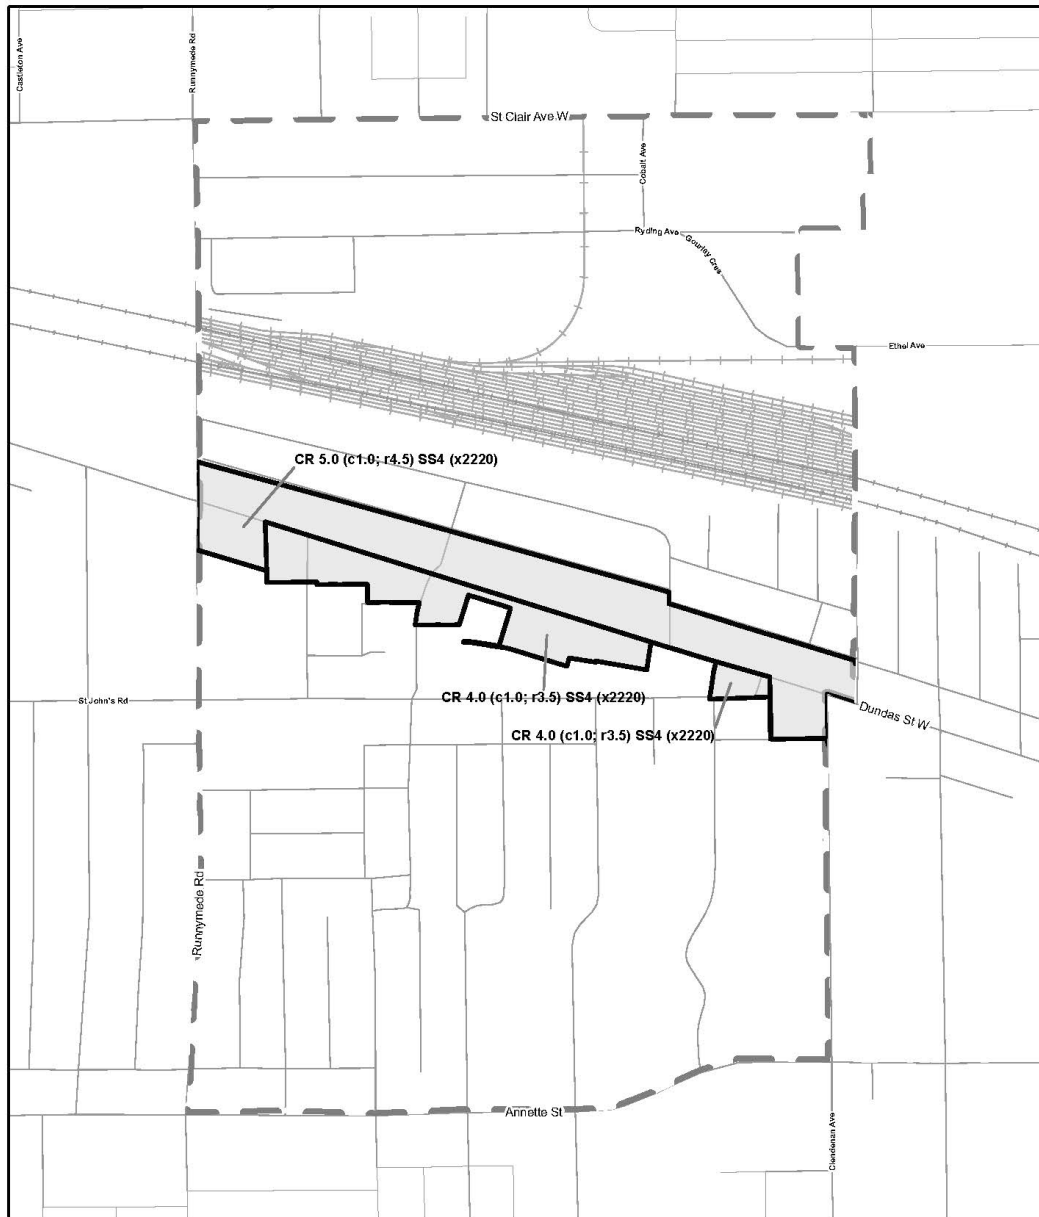 Castleton Ave
Runnymede Rd
St Clair Ave W
Cobalt Ave
Ryding Ave
Gourlay Cres
Ethel Ave
CR 5.0 (c1.0; r4.5) SS4 (x2220)
CR 4.0 (c1.0; r3.5) SS4 (x2220)
St John's Rd
Dundas St W
CR 4.0 (c1.0; r3.5) SS4 (x2220)
Runnymede Rd
Annette St
Clendenan Ave